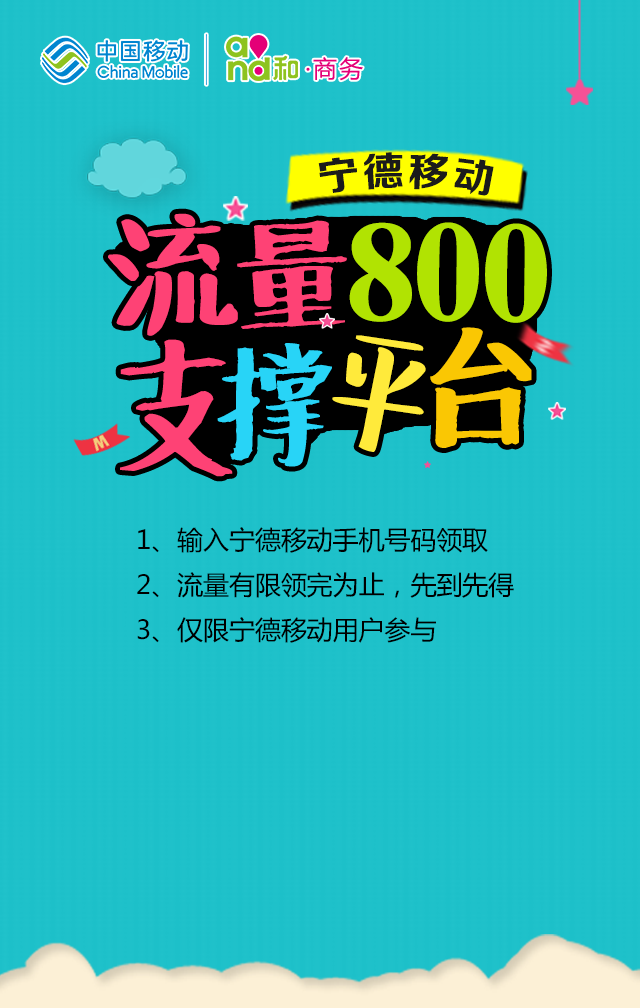 中国移动
China Mobile
and和·商务
宁德移动
流量800
支撑平台
M
N
1、输入宁德移动手机号码领取
2、流量有限领完为止，先到先得
3、仅限宁德移动用户参与